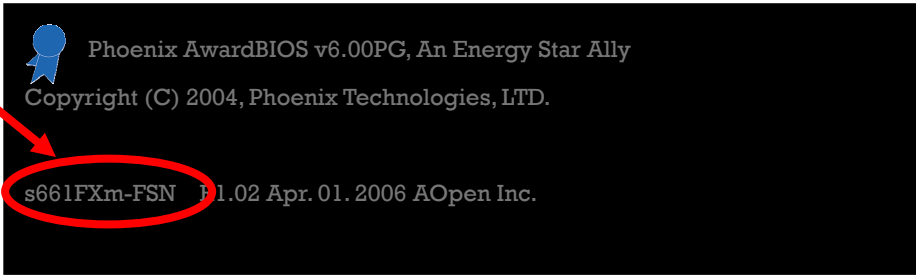 Phoenix AwardBIOS v6.00PG, An Energy Star Ally
Copyright (C) 2004, Phoenix Technologies, LTD.
s661FXm-FSN R1.02 Apr. 01. 2006 AOpen Inc.